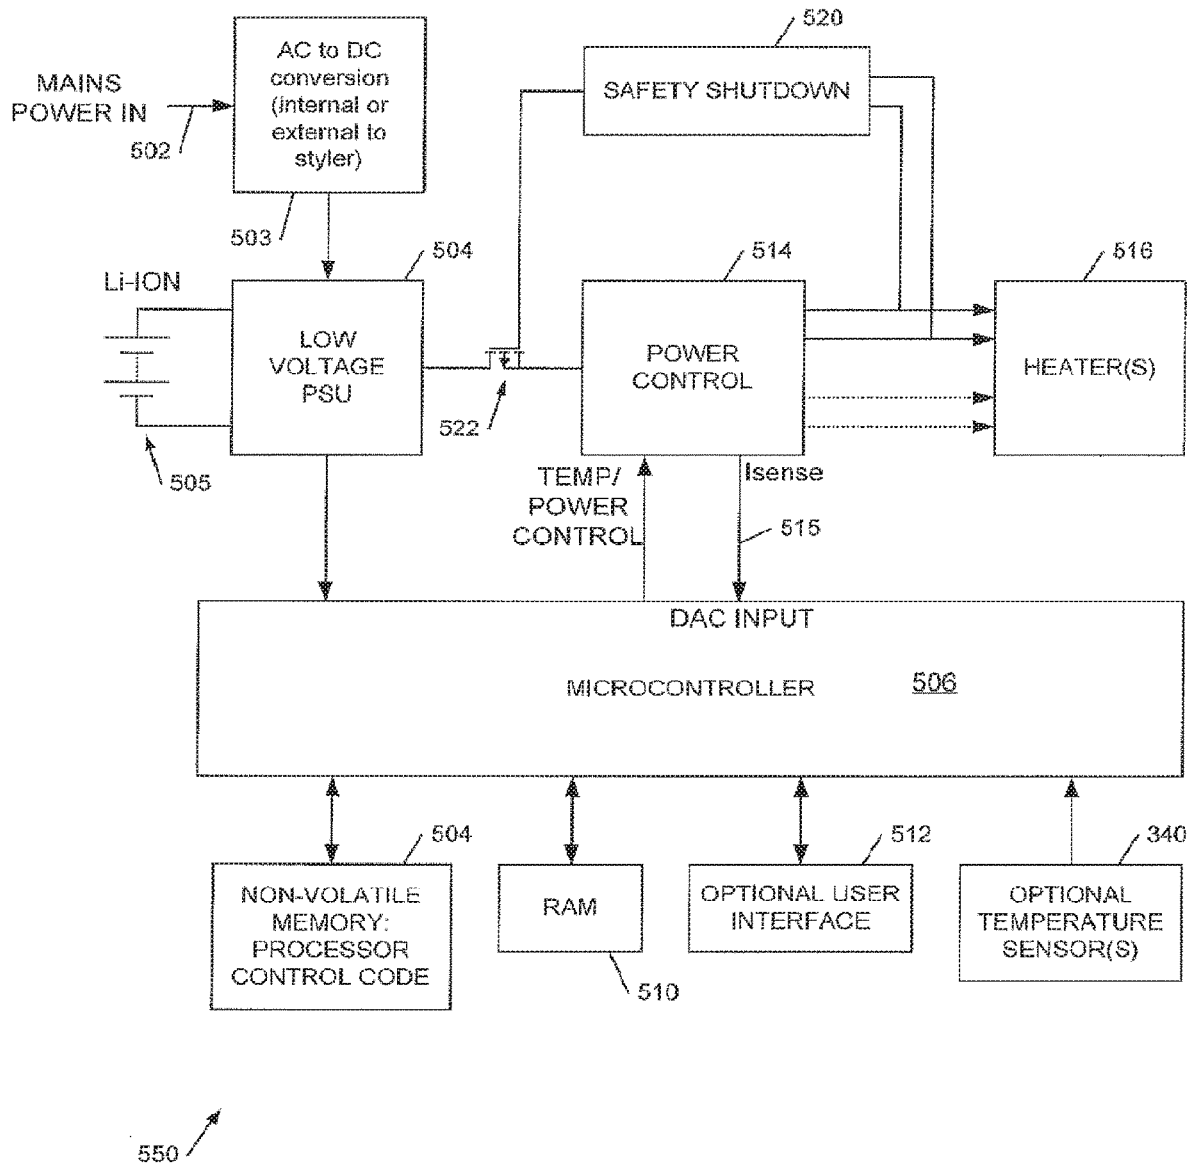 520
AC to DC
conversion
(internal or
external to
styler)
MAINS
POWER IN
502
SAFETY SHUTDOWN
503
504
514
516
Li-ION
LOW
VOLTAGE
PSU
POWER
CONTROL
HEATER(S)
522
505
TEMP/
POWER
CONTROL
Isense
515
DAC INPUT
MICROCONTROLLER
506
504
512
340
NON-VOLATILE
MEMORY:
PROCESSOR
CONTROL CODE
RAM
OPTIONAL USER
INTERFACE
OPTIONAL
TEMPERATURE
SENSOR(S)
510
550